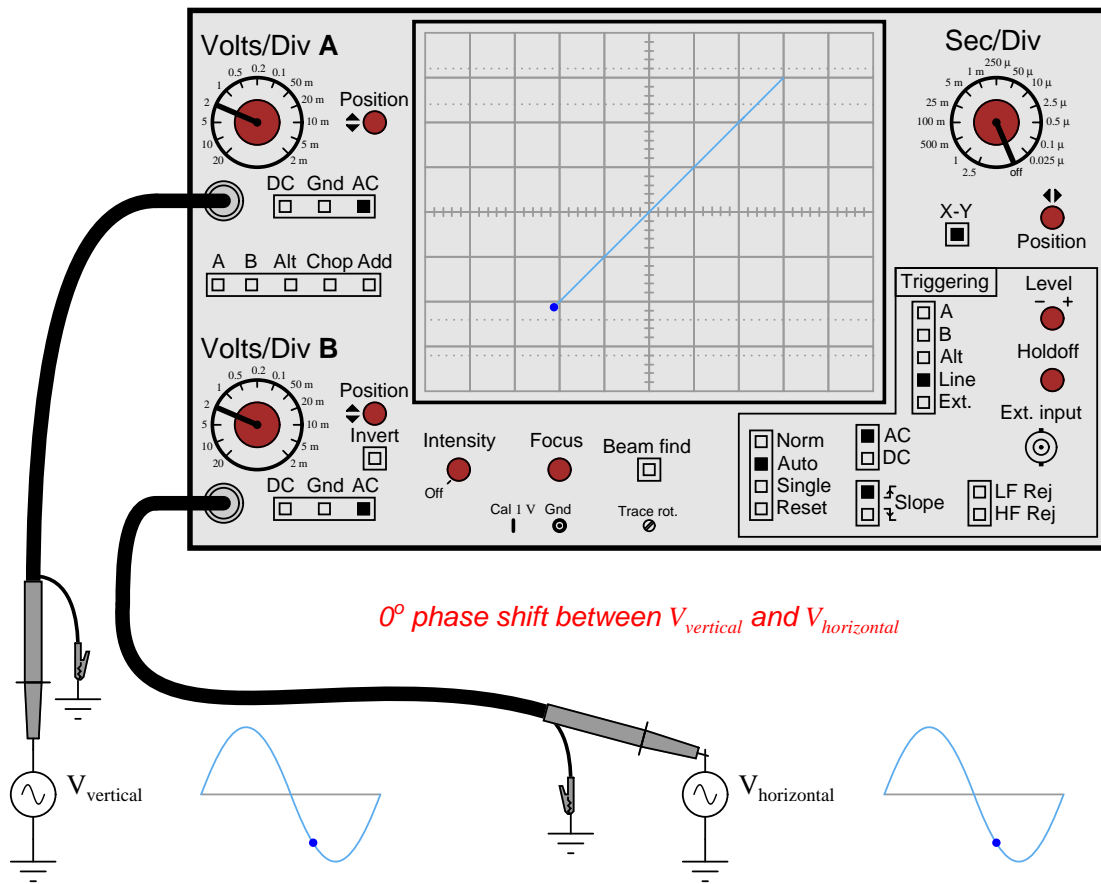 Volts/Div A
20 10 5 2 1 0.5 0.2 0.1 50 m 20 m 10 m 5 m 2 m
Position
DC Gnd AC
A B Alt Chop Add
Volts/Div B
20 10 5 2 1 0.5 0.2 0.1 50 m 20 m 10 m 5 m 2 m
Position
Invert
DC Gnd AC
Intensity
Off
Focus
Beam find
Cal 1 V Gnd
Trace rot.
Sec/Div
2.5 1 500 m 100 m 25 m 5 m 1 m 250 μ 50 μ 10 μ 2.5 μ 0.5 μ 0.1 μ 0.025 μ off
X-Y
Position
Triggering
A
B
Alt
Line
Ext.
Level
− +
Holdoff
Ext. input
Norm
Auto
Single
Reset
AC
DC
Slope
LF Rej
HF Rej
0° phase shift between Vvertical and Vhorizontal
Vvertical
Vhorizontal